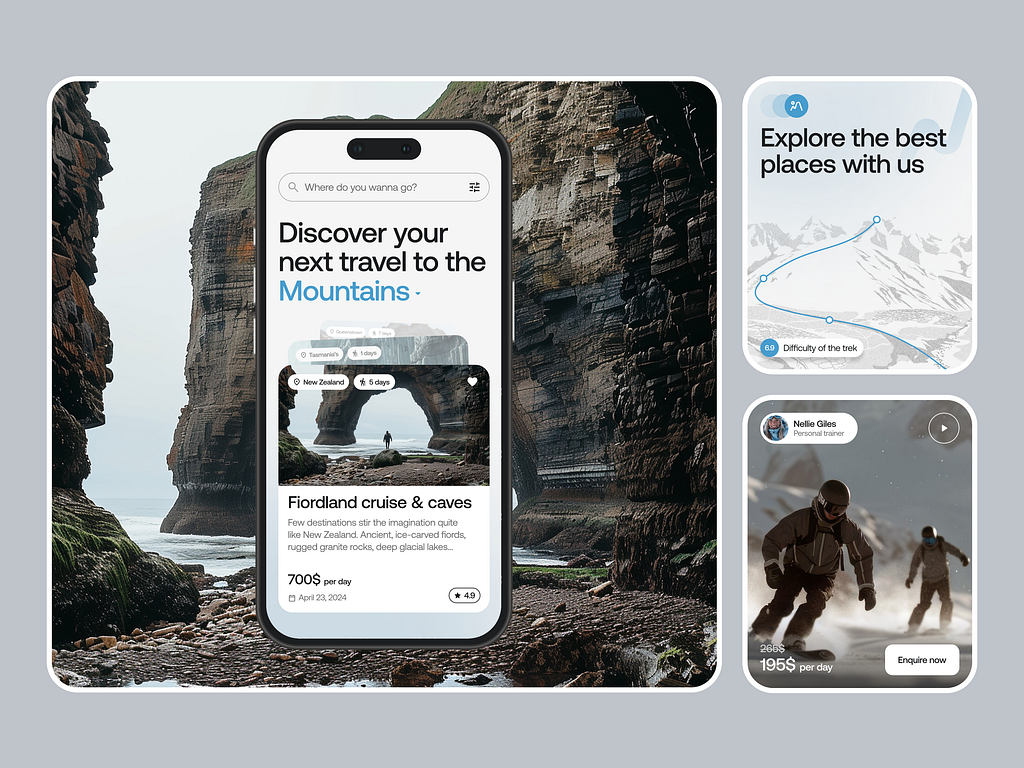 Where do you wanna go?
Discover your
next travel to the
Mountains
Queenstown
7 days
Tasmania's
1 days
New Zealand
5 days
Fiordland cruise & caves
Few destinations stir the imagination quite
like New Zealand. Ancient, ice-carved fiords,
rugged granite rocks, deep glacial lakes...
700$ per day
April 23, 2024
4.9
Explore the best
places with us
6.9
Difficulty of the trek
Nellie Giles
Personal trainer
265$
195$ per day
Enquire now